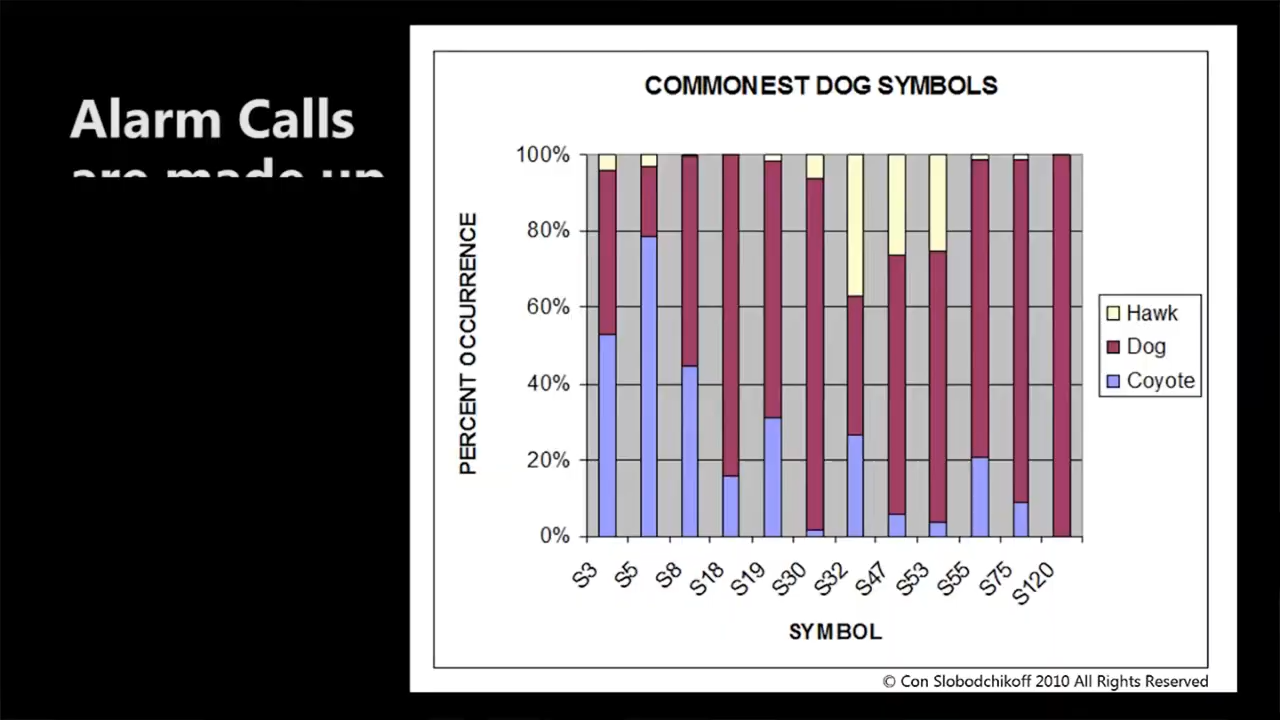 Alarm Calls
are made up
COMMONEST DOG SYMBOLS
100%
80%
60%
40%
20%
0%
PERCENT OCCURRENCE
S3
S5
S8
S18
S19
S30
S32
S47
S53
S55
S75
S120
SYMBOL
Hawk
Dog
Coyote
© Con Slobodchikoff 2010 All Rights Reserved